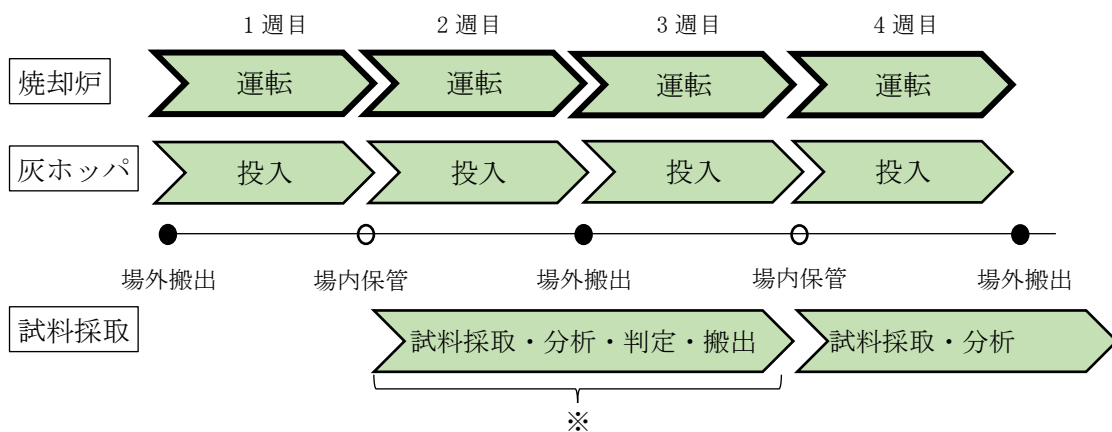 1週目 2週目 3週目 4週目
焼却炉 運転 運転 運転 運転
灰ホッパ 投入 投入 投入 投入
場外搬出 場内保管 場外搬出 場内保管 場外搬出
試料採取 試料採取・分析・判定・搬出 試料採取・分析
※